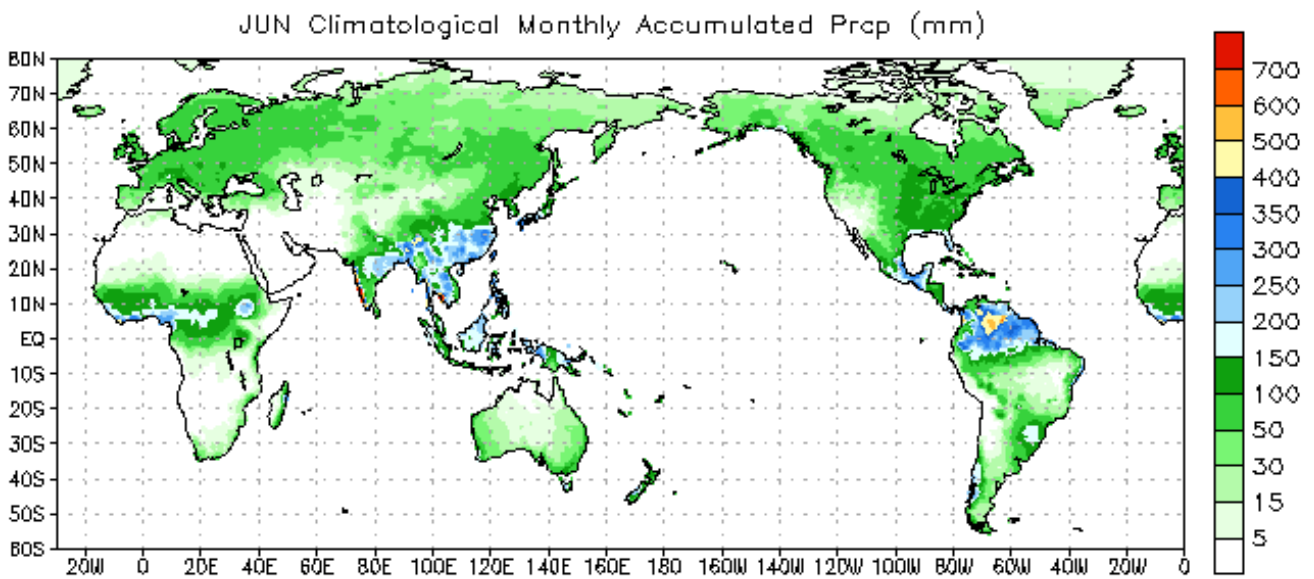 JUN Climatological Monthly Accumulated Prcp (mm)
80N
70N
60N
50N
40N
30N
20N
10N
EQ
10S
20S
30S
40S
50S
60S
20W 0 20E 40E 60E 80E 100E 120E 140E 160E 180 160W 140W 120W 100W 80W 60W 40W 20W 0
700
600
500
400
350
300
250
200
150
100
50
30
15
5